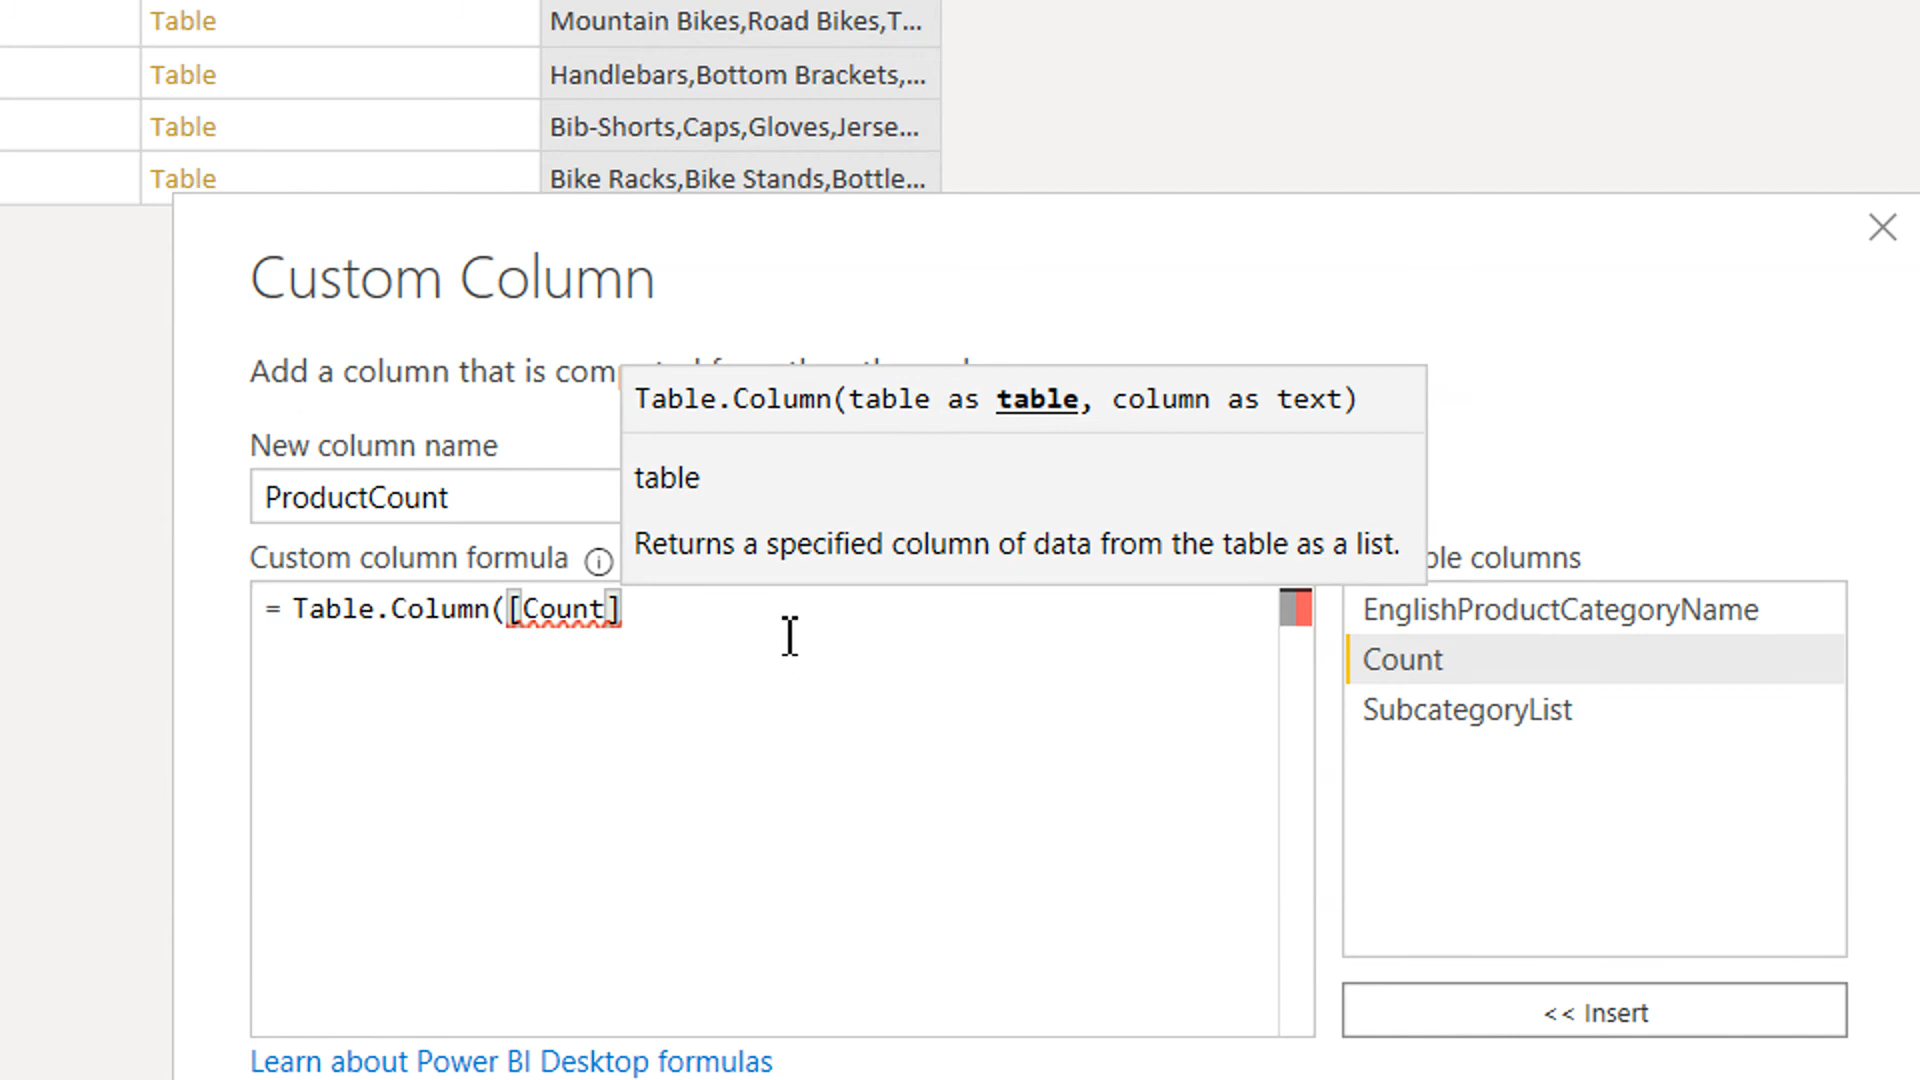 Table Mountain Bikes,Road Bikes,T...
Table Handlebars,Bottom Brackets,...
Table Bib-Shorts,Caps,Gloves,Jerse...
Table Bike Racks,Bike Stands,Bottle...
Custom Column
Add a column that is com
Table.Column(table as table, column as text)
table
Returns a specified column of data from the table as a list.
New column name
ProductCount
Custom column formula
= Table.Column([Count]
ble columns
EnglishProductCategoryName
Count
SubcategoryList
<< Insert
Learn about Power BI Desktop formulas